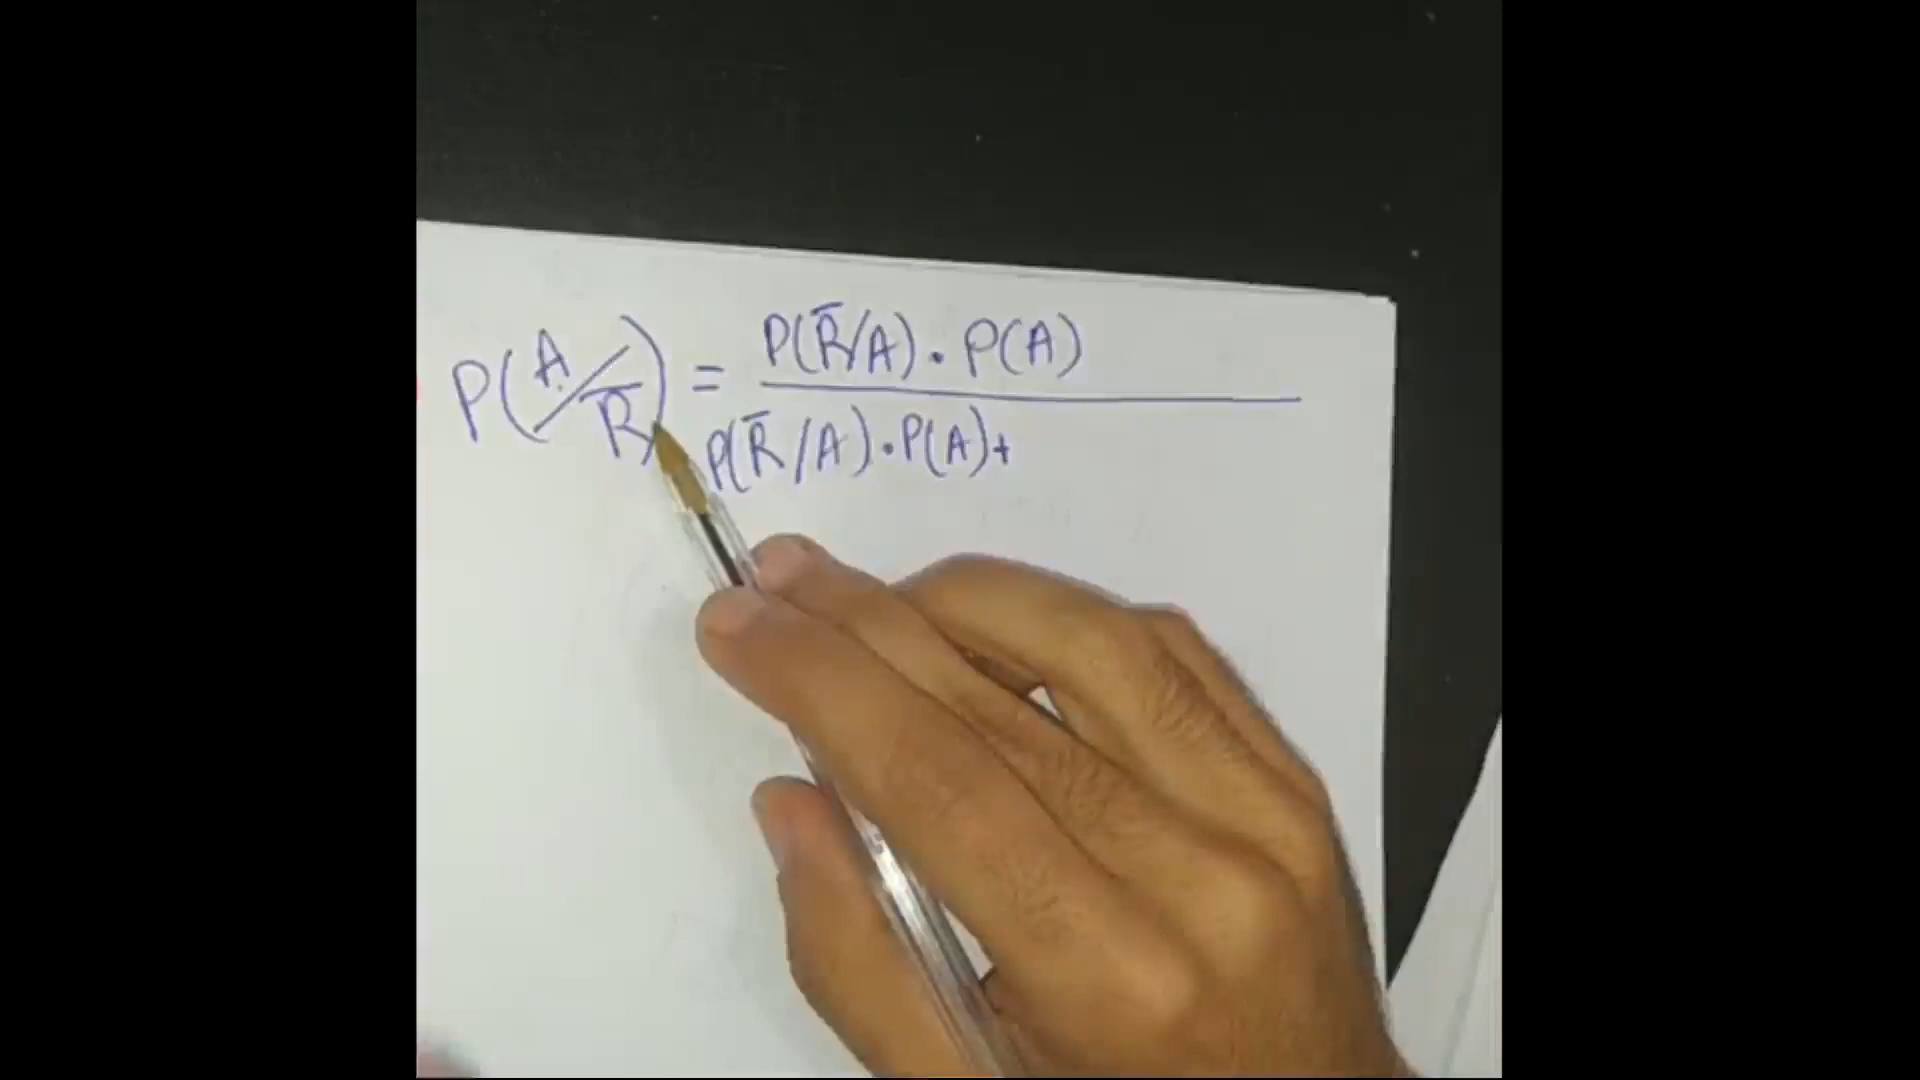 P(A/R̄) = P(R̄/A) · P(A)
P(R̄/A) · P(A) +